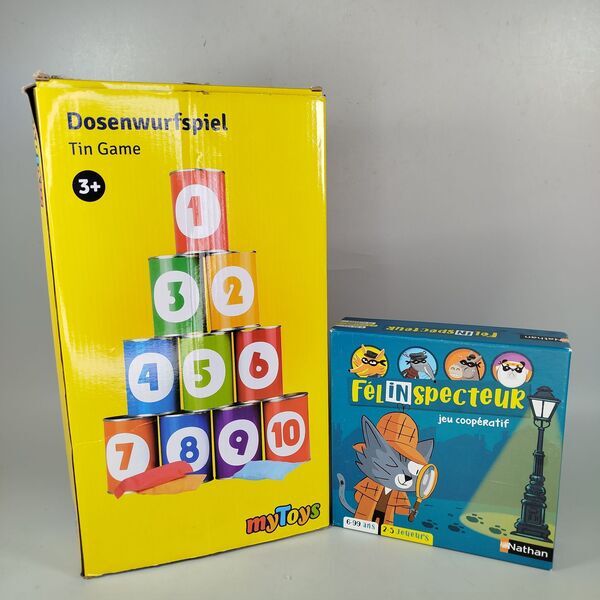 Dosenwurfspiel
Tin Game
3+
1
3 2
4 5 6
7 8 9 10
myToys
FéLINspecteur
Nathan
FéLINspecteur
jeu coopératif
6-99 ans
2-5 joueurs
Nathan